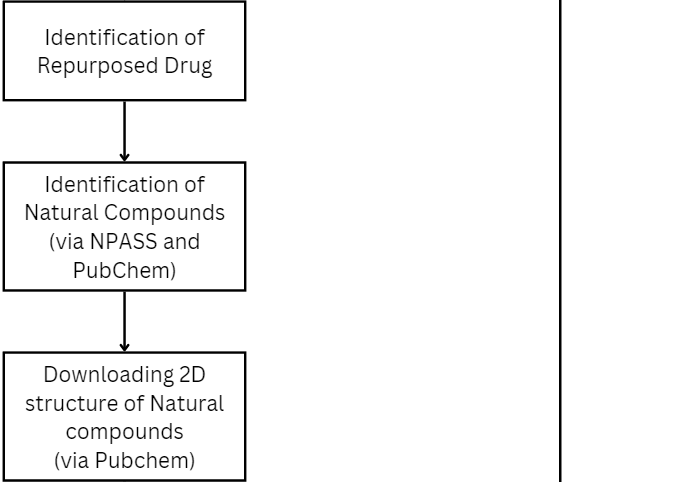 Identification of
Repurposed Drug
Identification of
Natural Compounds
(via NPASS and
PubChem)
Downloading 2D
structure of Natural
compounds
(via Pubchem)